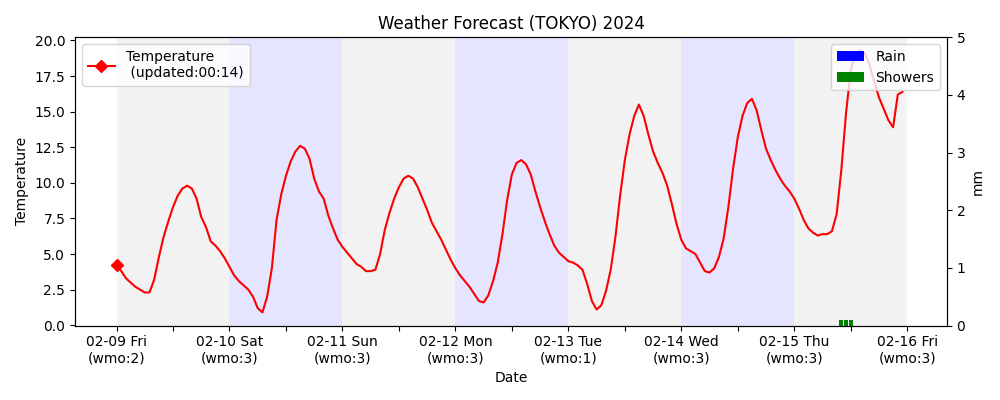 Weather Forecast (TOKYO) 2024
Temperature
(updated:00:14)
Rain
Showers
Temperature
20.0
17.5
15.0
12.5
10.0
7.5
5.0
2.5
0.0
5
4
3
2
1
0
mm
02-09 Fri
(wmo:2)
02-10 Sat
(wmo:3)
02-11 Sun
(wmo:3)
02-12 Mon
(wmo:3)
02-13 Tue
(wmo:1)
02-14 Wed
(wmo:3)
02-15 Thu
(wmo:3)
02-16 Fri
(wmo:3)
Date